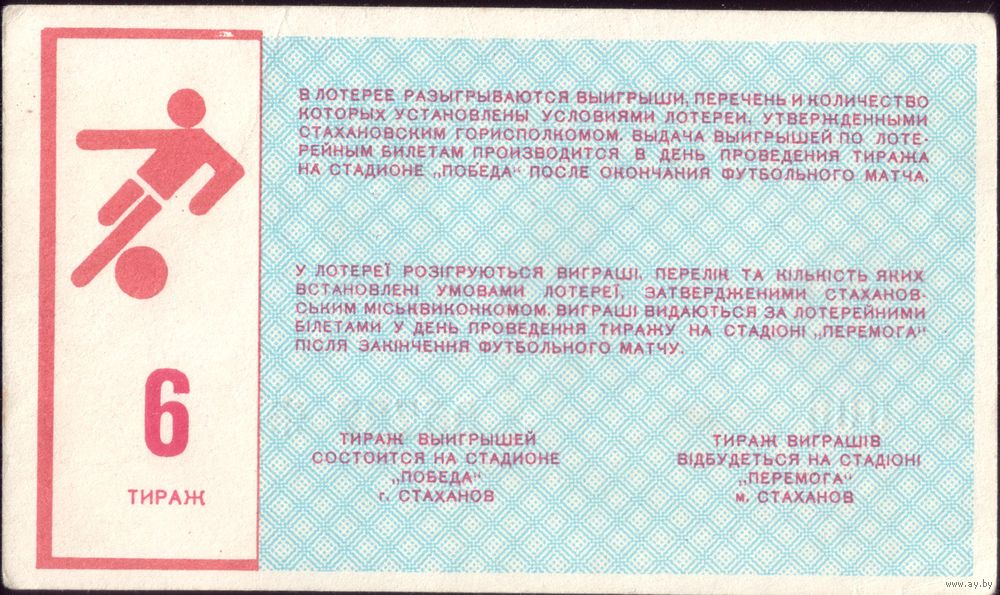 В ЛОТЕРЕЕ РАЗЫГРЫВАЮТСЯ ВЫИГРЫШИ, ПЕРЕЧЕНЬ И КОЛИЧЕСТВО
КОТОРЫХ УСТАНОВЛЕНЫ УСЛОВИЯМИ ЛОТЕРЕИ, УТВЕРЖДЕННЫМИ
СТАХАНОВСКИМ ГОРИСПОЛКОМОМ. ВЫДАЧА ВЫИГРЫШЕЙ ПО ЛОТЕ-
РЕЙНЫМ БИЛЕТАМ ПРОИЗВОДИТСЯ В ДЕНЬ ПРОВЕДЕНИЯ ТИРАЖА
НА СТАДИОНЕ „ПОБЕДА“ ПОСЛЕ ОКОНЧАНИЯ ФУТБОЛЬНОГО МАТЧА.
У ЛОТЕРЕЇ РОЗІГРУЮТЬСЯ ВИГРАШІ, ПЕРЕЛІК ТА КІЛЬКІСТЬ ЯКИХ
ВСТАНОВЛЕНІ УМОВАМИ ЛОТЕРЕЇ, ЗАТВЕРДЖЕНИМИ СТАХАНОВ-
СЬКИМ МІСЬКВИКОНКОМОМ. ВИГРАШІ ВИДАЮТЬСЯ ЗА ЛОТЕРЕЙНИМИ
БІЛЕТАМИ У ДЕНЬ ПРОВЕДЕННЯ ТИРАЖУ НА СТАДІОНІ „ПЕРЕМОГА“
ПІСЛЯ ЗАКІНЧЕННЯ ФУТБОЛЬНОГО МАТЧУ.
6
ТИРАЖ
ТИРАЖ ВЫИГРЫШЕЙ
СОСТОИТСЯ НА СТАДИОНЕ
„ПОБЕДА“
г. СТАХАНОВ
ТИРАЖ ВИГРАШІВ
ВІДБУДЕТЬСЯ НА СТАДІОНІ
„ПЕРЕМОГА“
м. СТАХАНОВ
www.ay.by